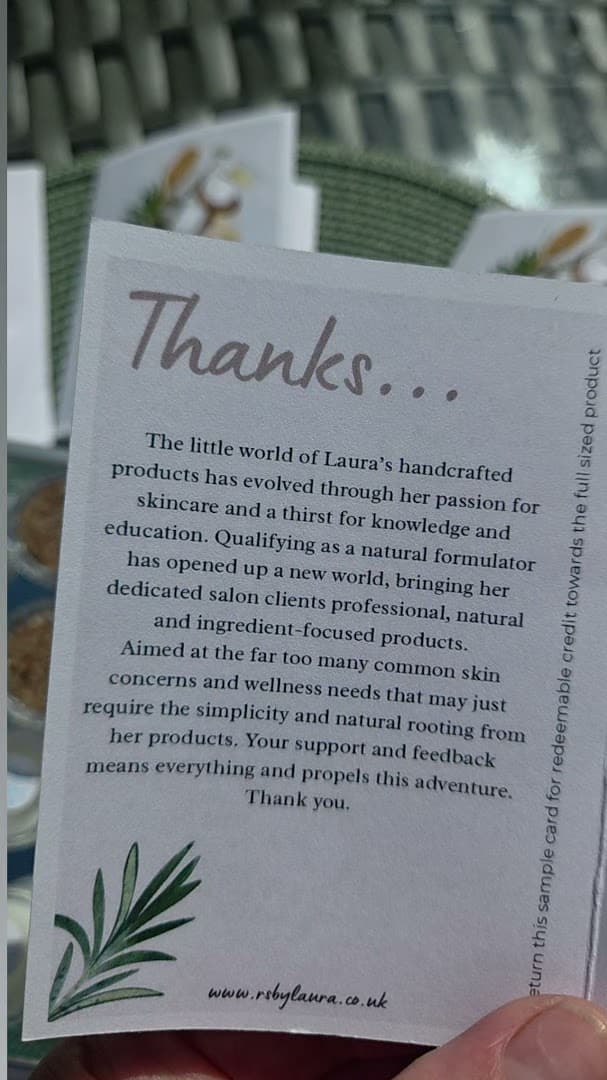 Thanks...
The little world of Laura's handcrafted
products has evolved through her passion for
skincare and a thirst for knowledge and
education. Qualifying as a natural formulator
has opened up a new world, bringing her
dedicated salon clients professional, natural
and ingredient-focused products.
Aimed at the far too many common skin
concerns and wellness needs that may just
require the simplicity and natural rooting from
her products. Your support and feedback
means everything and propels this adventure.
Thank you.
www.rsbylaura.co.uk
eturn this sample card for redeemable credit towards the full sized product